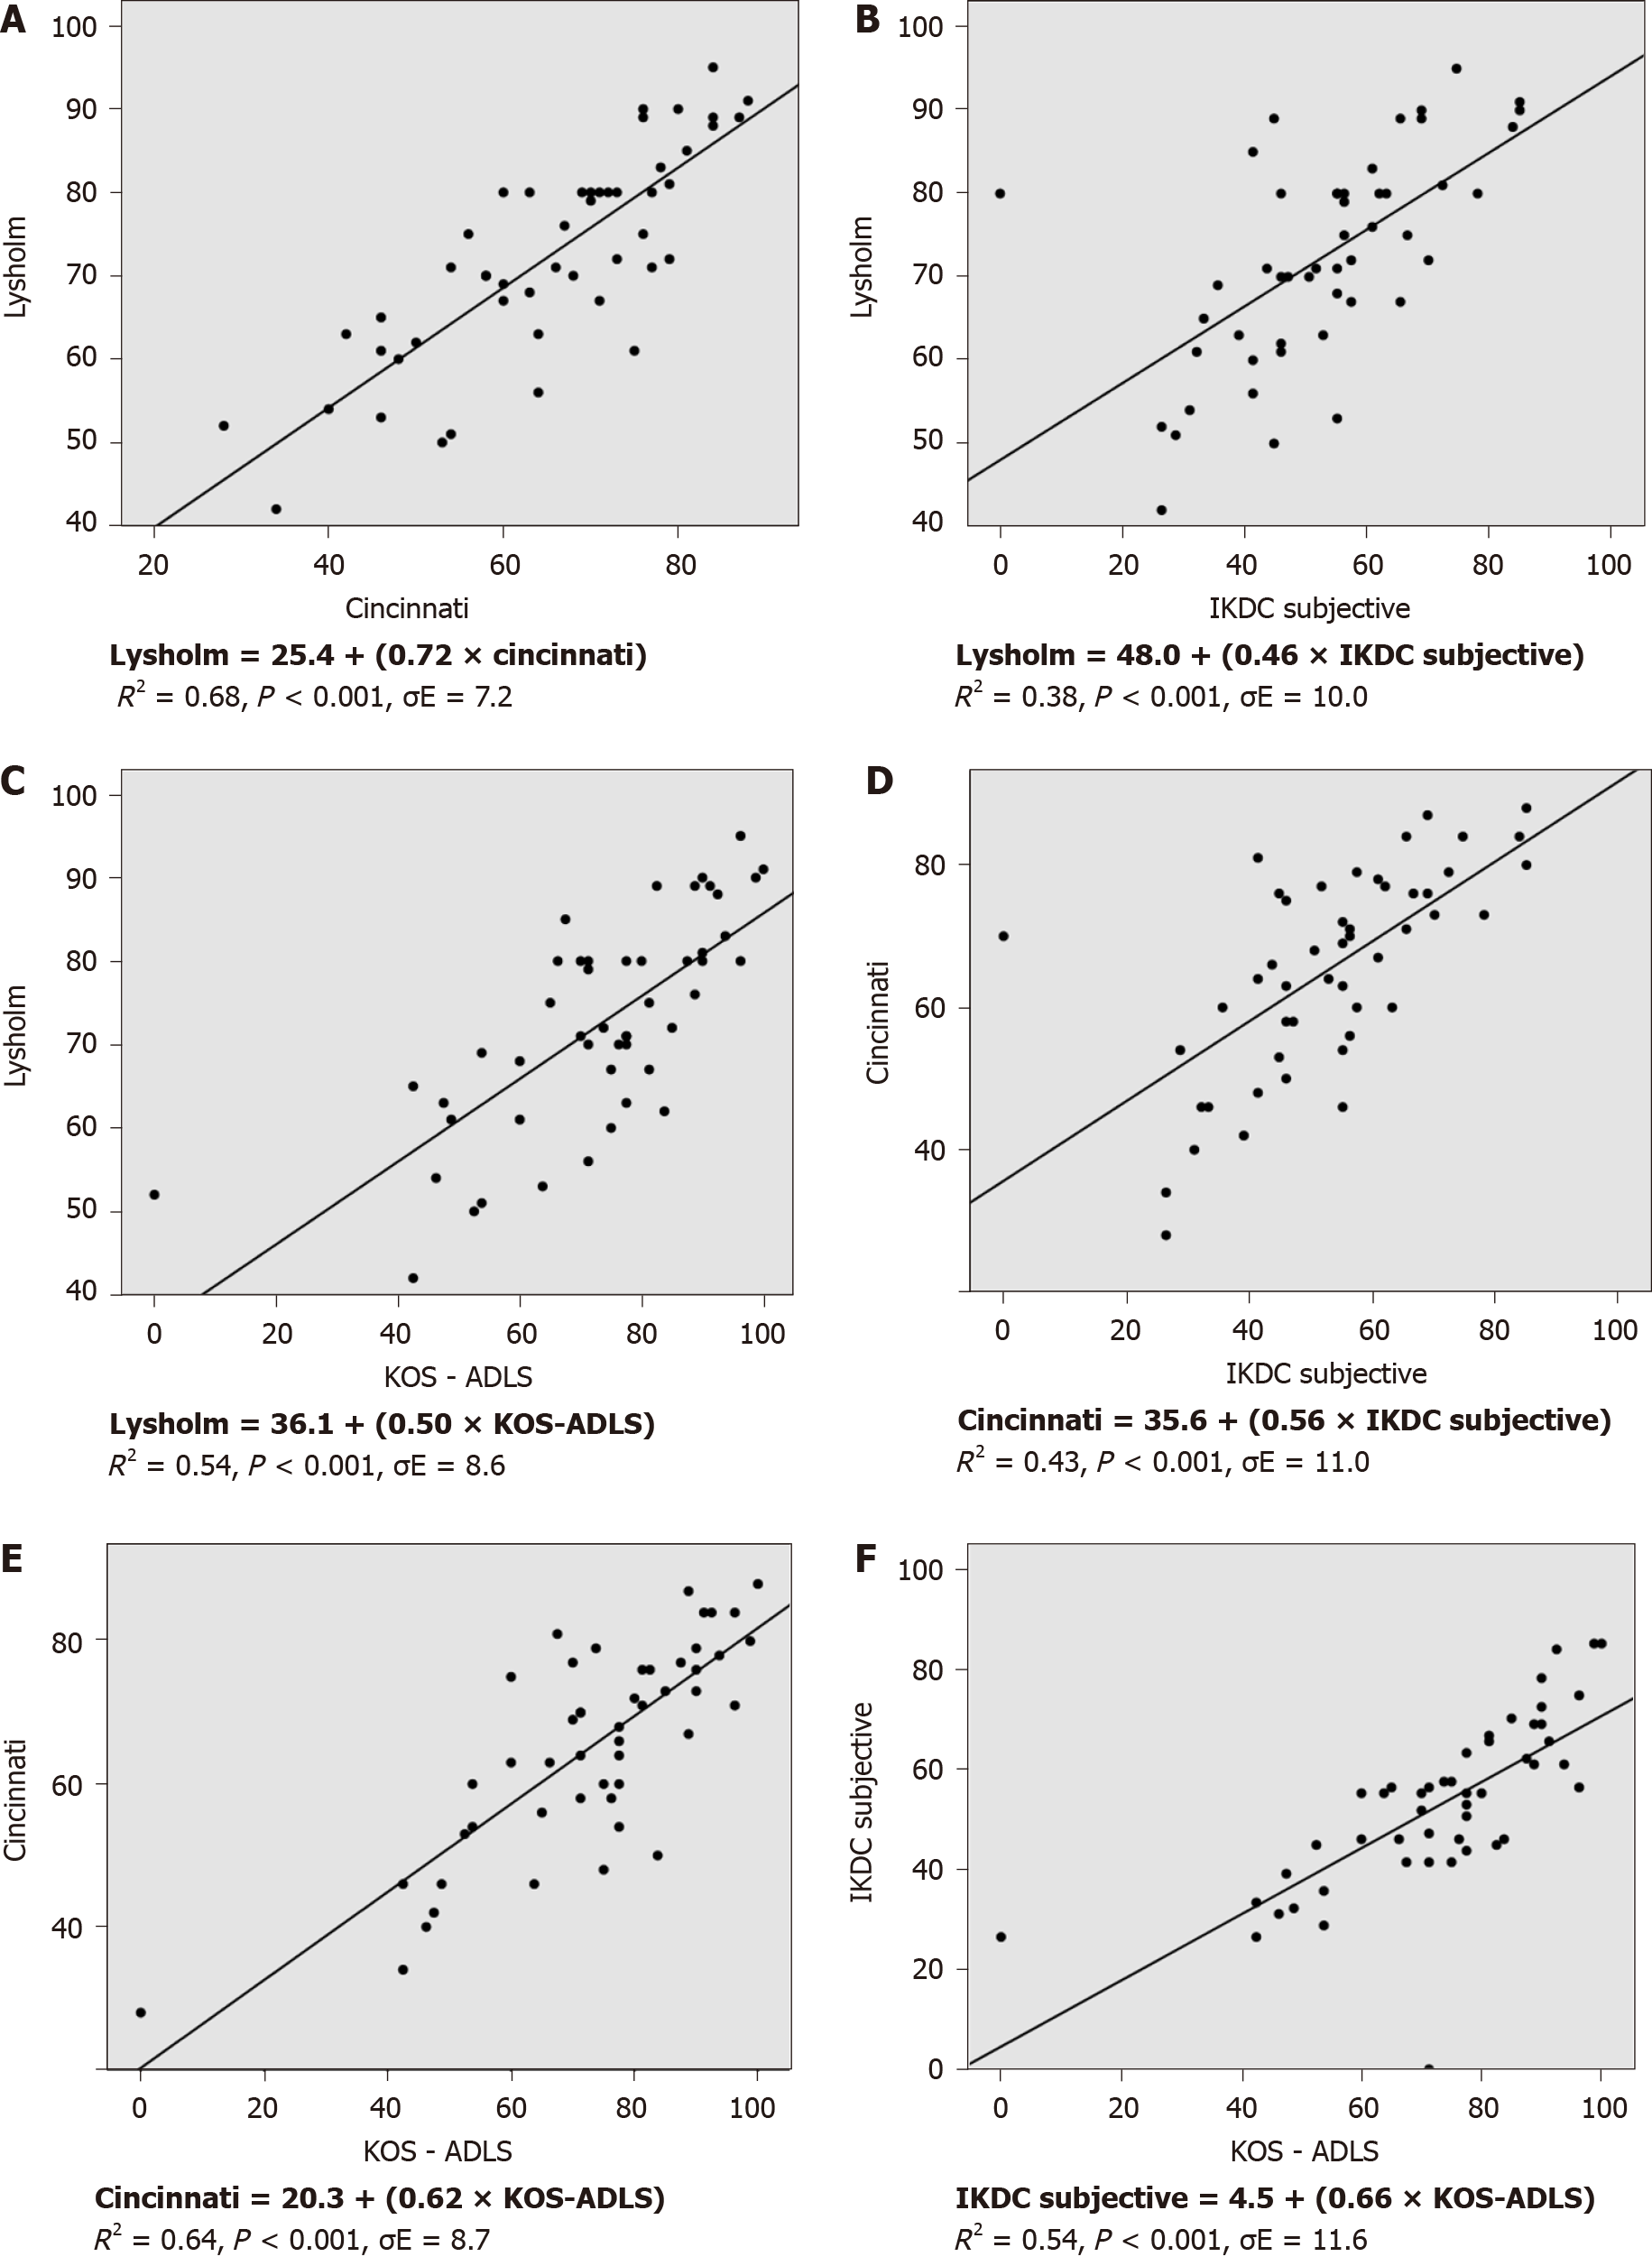 A
100
90
80
70
60
50
40
Lysholm
20 40 60 80
Cincinnati
Lysholm = 25.4 + (0.72 × cincinnati)
R² = 0.68, P < 0.001, σE = 7.2
B
100
90
80
70
60
50
40
Lysholm
0 20 40 60 80 100
IKDC subjective
Lysholm = 48.0 + (0.46 × IKDC subjective)
R² = 0.38, P < 0.001, σE = 10.0
C
100
90
80
70
60
50
40
Lysholm
0 20 40 60 80 100
KOS - ADLS
Lysholm = 36.1 + (0.50 × KOS-ADLS)
R² = 0.54, P < 0.001, σE = 8.6
D
80
60
40
Cincinnati
0 20 40 60 80 100
IKDC subjective
Cincinnati = 35.6 + (0.56 × IKDC subjective)
R² = 0.43, P < 0.001, σE = 11.0
E
80
60
40
Cincinnati
0 20 40 60 80 100
KOS - ADLS
Cincinnati = 20.3 + (0.62 × KOS-ADLS)
R² = 0.64, P < 0.001, σE = 8.7
F
100
80
60
40
20
0
IKDC subjective
0 20 40 60 80 100
KOS - ADLS
IKDC subjective = 4.5 + (0.66 × KOS-ADLS)
R² = 0.54, P < 0.001, σE = 11.6